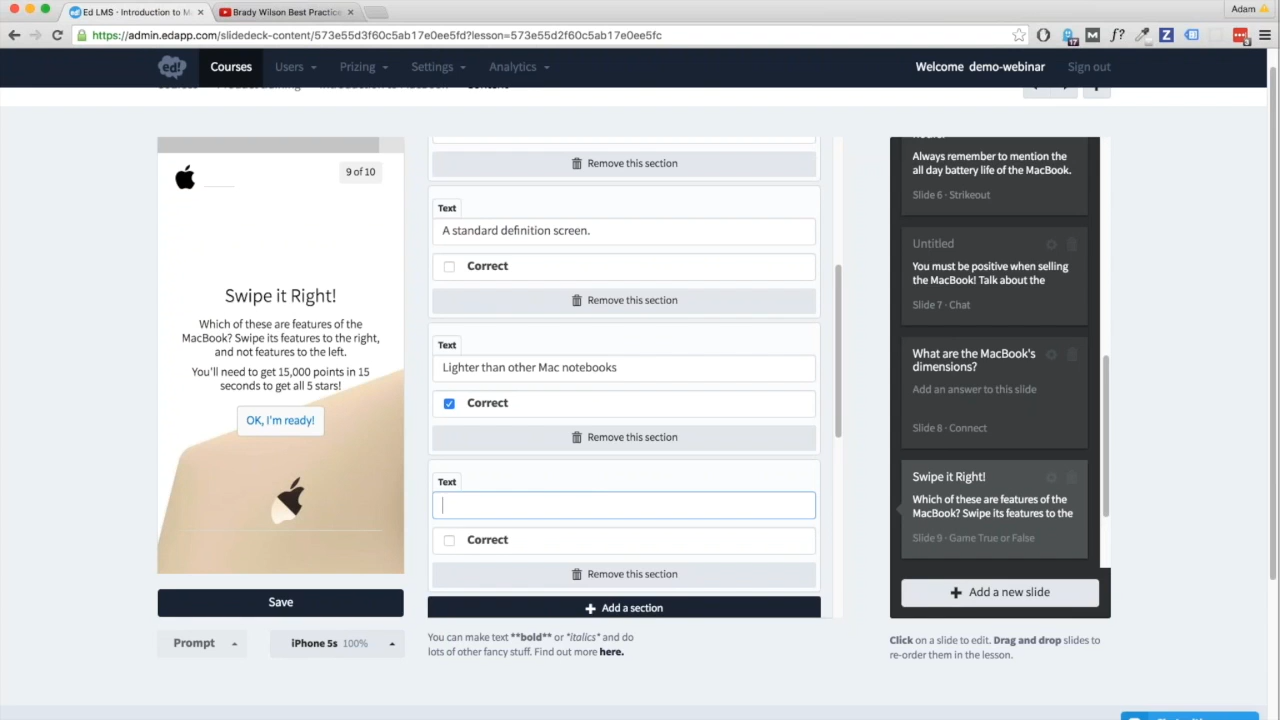 Ed LMS - Introduction to M
Brady Wilson Best Practice
Adam
https://admin.edapp.com/slidedeck-content/573e55d3f60c5ab17e0ee5fd?lesson=573e55d2f60c5ab17e0ee5fc
ed!
Courses
Users
Prizing
Settings
Analytics
Welcome demo-webinar
Sign out
9 of 10
Swipe it Right!
Which of these are features of the
MacBook? Swipe its features to the right,
and not features to the left.
You'll need to get 15,000 points in 15
seconds to get all 5 stars!
OK, I'm ready!
Save
Prompt
iPhone 5s 100%
Remove this section
Text
A standard definition screen.
Correct
Remove this section
Text
Lighter than other Mac notebooks
Correct
Remove this section
Text
Correct
Remove this section
Add a section
You can make text **bold** or *italics* and do
lots of other fancy stuff. Find out more here.
Always remember to mention the
all day battery life of the MacBook.
Slide 6 · Strikeout
Untitled
You must be positive when selling
the MacBook! Talk about the
Slide 7 · Chat
What are the MacBook's
dimensions?
Add an answer to this slide
Slide 8 · Connect
Swipe it Right!
Which of these are features of the
MacBook? Swipe its features to the
Slide 9 · Game True or False
Add a new slide
Click on a slide to edit. Drag and drop slides to
re-order them in the lesson.